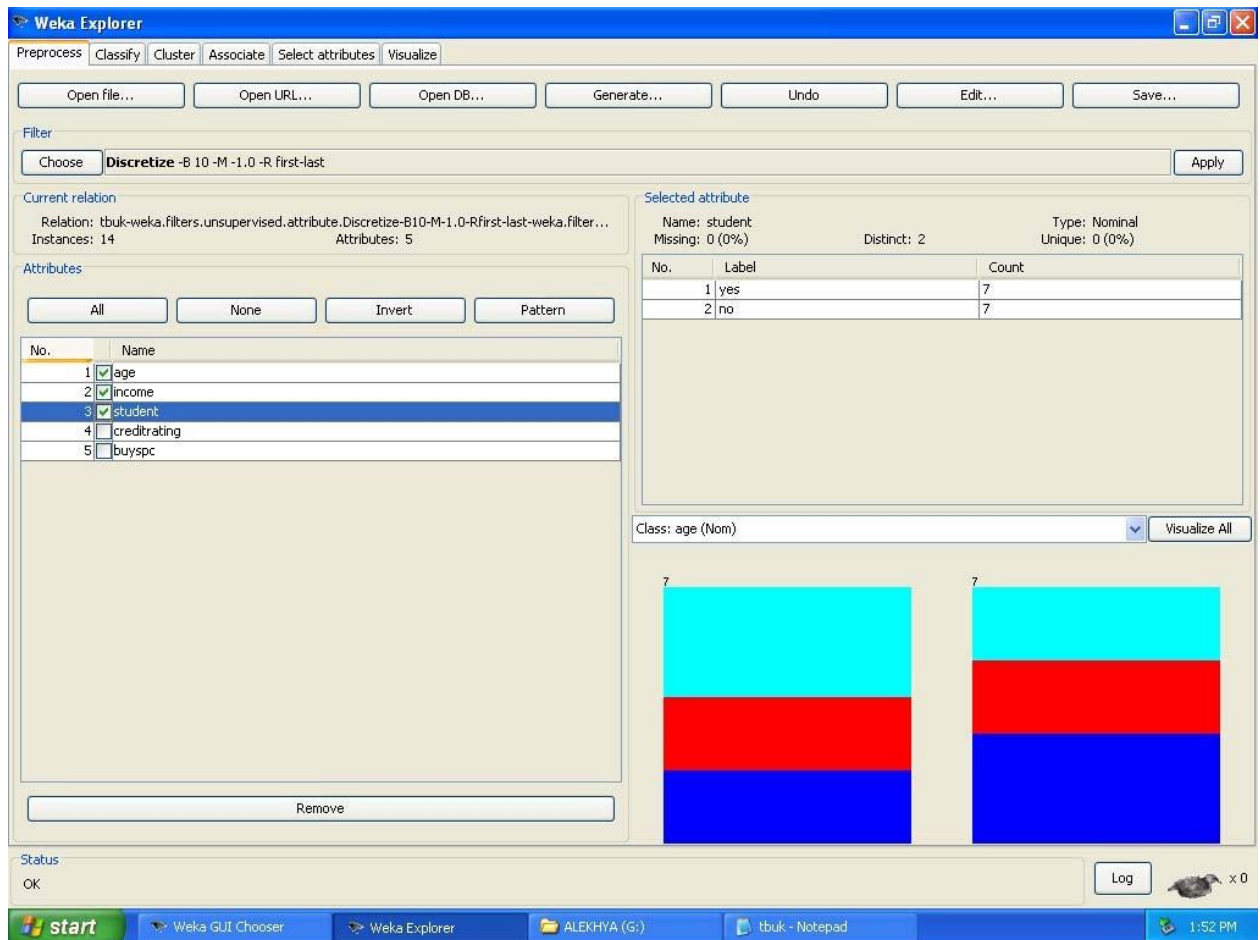 Weka Explorer
Preprocess Classify Cluster Associate Select attributes Visualize
Open file... Open URL... Open DB... Generate... Undo Edit... Save...
Filter
Choose Discretize -B 10 -M -1.0 -R first-last Apply
Current relation
Relation: tbuk-weka.filters.unsupervised.attribute.Discretize-B10-M-1.0-Rfirst-last-weka.filter...
Instances: 14 Attributes: 5
Selected attribute
Name: student Type: Nominal
Missing: 0 (0%) Distinct: 2 Unique: 0 (0%)
Attributes
All None Invert Pattern
No. Name
1 age
2 income
3 student
4 creditrating
5 buyspc
Remove
No. Label Count
1 yes 7
2 no 7
Class: age (Nom) Visualize All
7 7
Status
OK
Log x 0
start Weka GUI Chooser Weka Explorer ALEKHYA (G:) tbuk - Notepad 1:52 PM